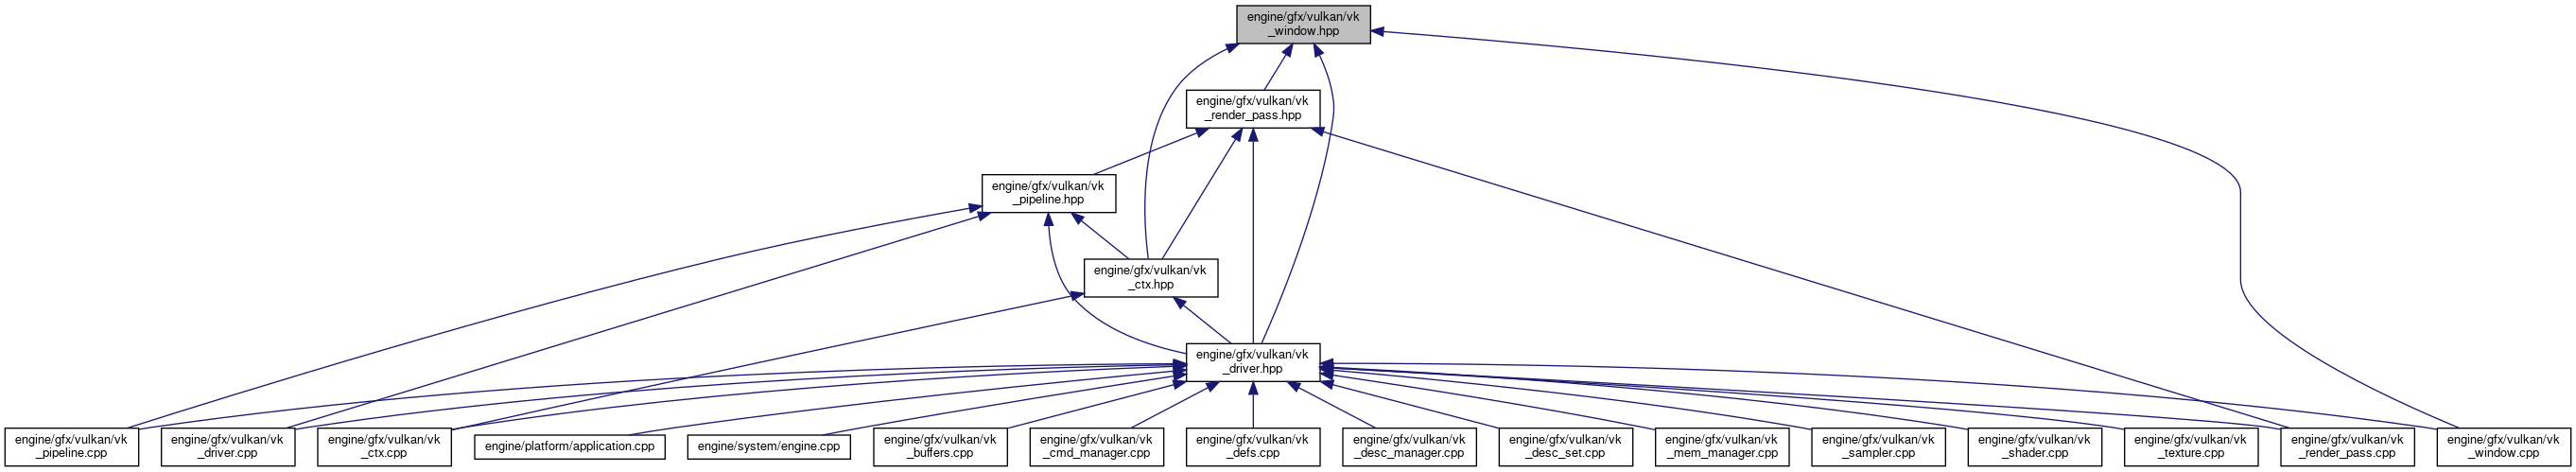 engine/gfx/vulkan/vk
_window.hpp
engine/gfx/vulkan/vk
_render_pass.hpp
engine/gfx/vulkan/vk
_pipeline.hpp
engine/gfx/vulkan/vk
_ctx.hpp
engine/gfx/vulkan/vk
_driver.hpp
engine/gfx/vulkan/vk
_pipeline.cpp
engine/gfx/vulkan/vk
_driver.cpp
engine/gfx/vulkan/vk
_ctx.cpp
engine/platform/application.cpp
engine/system/engine.cpp
engine/gfx/vulkan/vk
_buffers.cpp
engine/gfx/vulkan/vk
_cmd_manager.cpp
engine/gfx/vulkan/vk
_defs.cpp
engine/gfx/vulkan/vk
_desc_manager.cpp
engine/gfx/vulkan/vk
_desc_set.cpp
engine/gfx/vulkan/vk
_mem_manager.cpp
engine/gfx/vulkan/vk
_sampler.cpp
engine/gfx/vulkan/vk
_shader.cpp
engine/gfx/vulkan/vk
_texture.cpp
engine/gfx/vulkan/vk
_render_pass.cpp
engine/gfx/vulkan/vk
_window.cpp